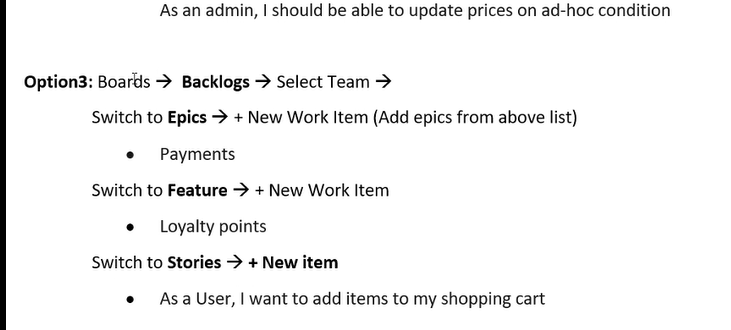 As an admin, I should be able to update prices on ad-hoc condition
Option3: Boards → Backlogs → Select Team →
Switch to Epics → + New Work Item (Add epics from above list)
• Payments
Switch to Feature → + New Work Item
• Loyalty points
Switch to Stories → + New item
• As a User, I want to add items to my shopping cart